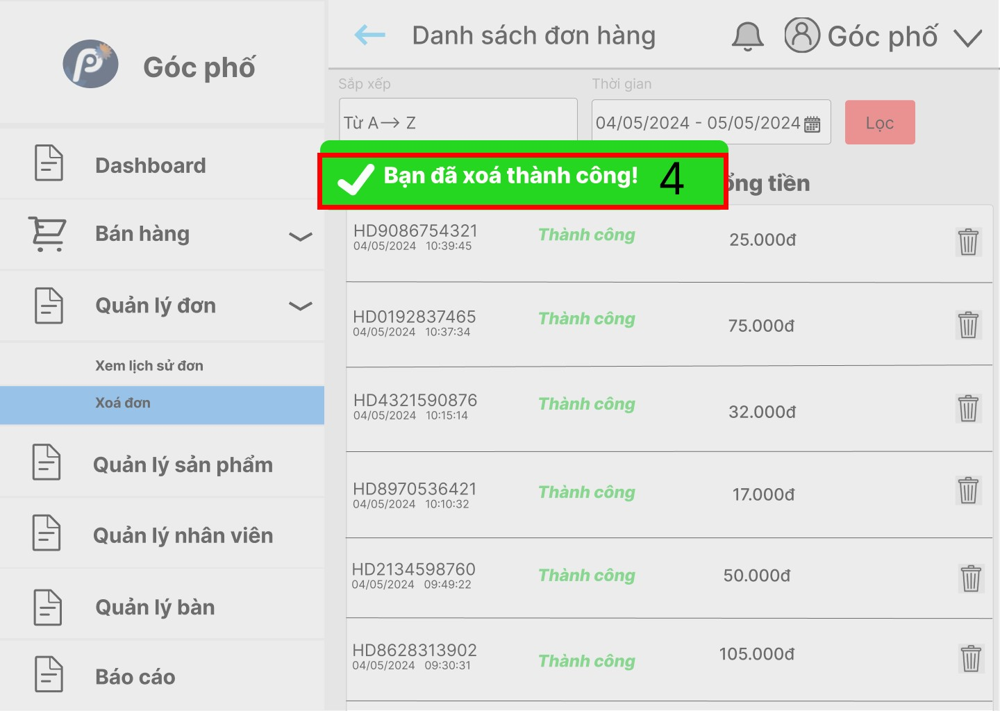 Góc phố
Dashboard
Bán hàng
Quản lý đơn
Xem lịch sử đơn
Xoá đơn
Quản lý sản phẩm
Quản lý nhân viên
Quản lý bàn
Báo cáo
Danh sách đơn hàng
Góc phố
Sắp xếp
Thời gian
Từ A→ Z
04/05/2024 - 05/05/2024
Lọc
Bạn đã xoá thành công!
4
ổng tiền
HD9086754321 Thành công 25.000đ
04/05/2024 10:39:45
HD0192837465 Thành công 75.000đ
04/05/2024 10:37:34
HD4321590876 Thành công 32.000đ
04/05/2024 10:15:14
HD8970536421 Thành công 17.000đ
04/05/2024 10:10:32
HD2134598760 Thành công 50.000đ
04/05/2024 09:49:22
HD8628313902 Thành công 105.000đ
04/05/2024 09:30:31